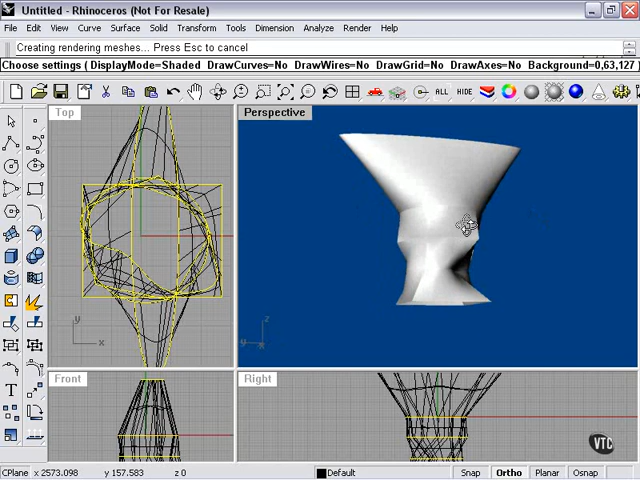 Untitled - Rhinoceros (Not For Resale)
File Edit View Curve Surface Solid Transform Tools Dimension Analyze Render Help
Creating rendering meshes... Press Esc to cancel
Choose settings ( DisplayMode=Shaded DrawCurves=No DrawWires=No DrawGrid=No DrawAxes=No Background=0,63,127
ALL HIDE
Top
Perspective
y
x
z
y
x
Front
Right
T
VTC
CPlane x 2573.098 y 157.583 z 0 Default Snap Ortho Planar Osnap